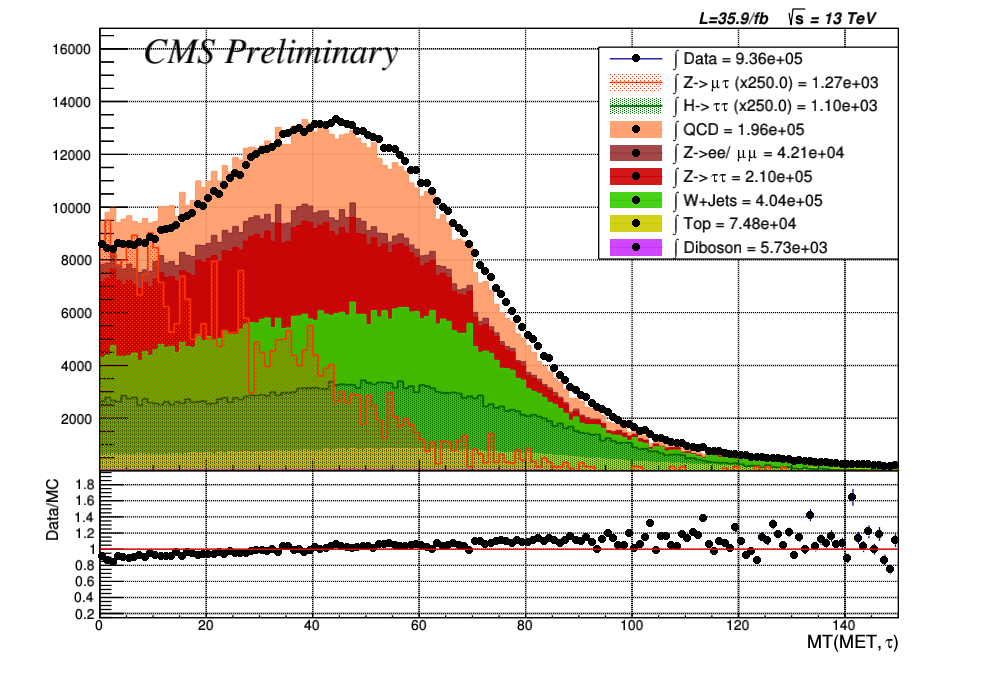 L=35.9/fb √s = 13 TeV
CMS Preliminary
16000
14000
12000
10000
8000
6000
4000
2000
∫ Data = 9.36e+05
∫ Z->μτ (x250.0) = 1.27e+03
∫ H->ττ (x250.0) = 1.10e+03
∫ QCD = 1.96e+05
∫ Z->ee/ μμ = 4.21e+04
∫ Z->ττ = 2.10e+05
∫ W+Jets = 4.04e+05
∫ Top = 7.48e+04
∫ Diboson = 5.73e+03
Data/MC
1.8
1.6
1.4
1.2
1
0.8
0.6
0.4
0.2
0 20 40 60 80 100 120 140
MT(MET, τ)